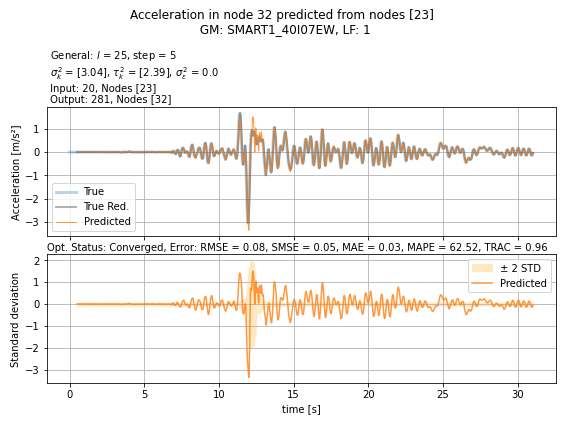 Acceleration in node 32 predicted from nodes [23]
GM: SMART1_40I07EW, LF: 1
General: l = 25, step = 5
σ²ₖ = [3.04], τ²ₖ = [2.39], σ²ε = 0.0
Input: 20, Nodes [23]
Output: 281, Nodes [32]
Acceleration [m/s²]
1
0
−1
−2
−3
True
True Red.
Predicted
Opt. Status: Converged, Error: RMSE = 0.08, SMSE = 0.05, MAE = 0.03, MAPE = 62.52, TRAC = 0.96
Standard deviation
2
1
0
−1
−2
−3
± 2 STD
Predicted
0 5 10 15 20 25 30
time [s]